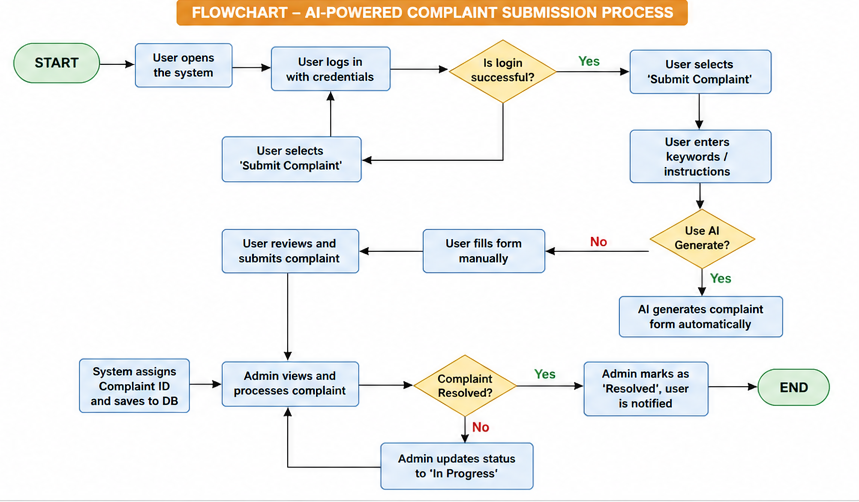 FLOWCHART – AI-POWERED COMPLAINT SUBMISSION PROCESS
START
User opens
the system
User logs in
with credentials
Is login
successful?
Yes
User selects
'Submit Complaint'
User selects
'Submit Complaint'
User enters
keywords /
instructions
Use AI
Generate?
No
User fills form
manually
User reviews and
submits complaint
Yes
AI generates complaint
form automatically
System assigns
Complaint ID
and saves to DB
Admin views and
processes complaint
Complaint
Resolved?
Yes
Admin marks as
'Resolved', user
is notified
END
No
Admin updates status
to 'In Progress'